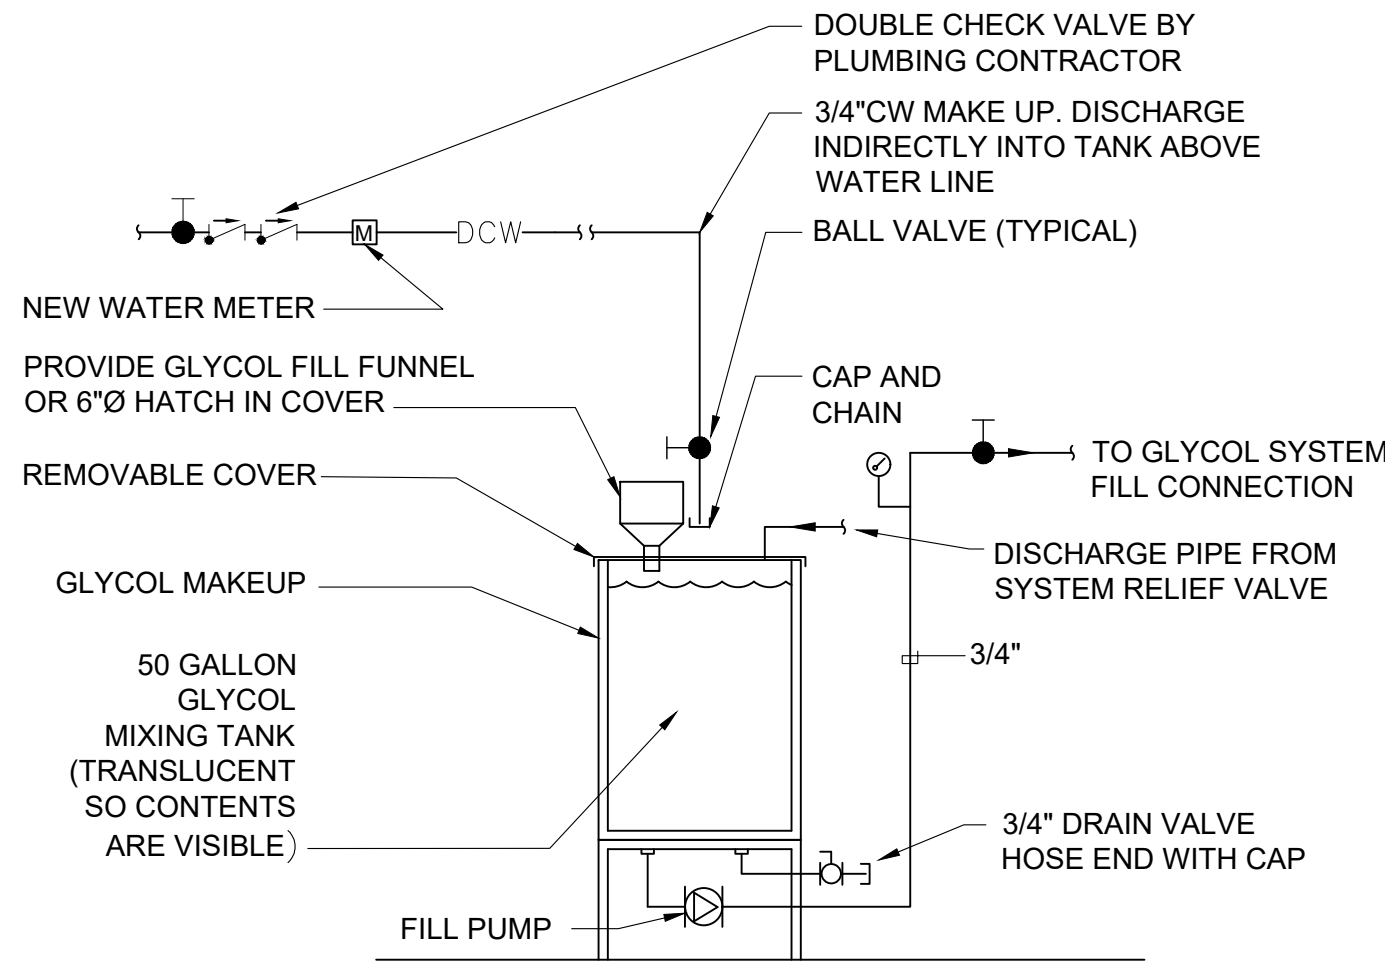 DOUBLE CHECK VALVE BY
PLUMBING CONTRACTOR
3/4"CW MAKE UP. DISCHARGE
INDIRECTLY INTO TANK ABOVE
WATER LINE
M
DCW
BALL VALVE (TYPICAL)
NEW WATER METER
PROVIDE GLYCOL FILL FUNNEL
OR 6"Ø HATCH IN COVER
CAP AND
CHAIN
REMOVABLE COVER
TO GLYCOL SYSTEM
FILL CONNECTION
DISCHARGE PIPE FROM
SYSTEM RELIEF VALVE
GLYCOL MAKEUP
3/4"
50 GALLON
GLYCOL
MIXING TANK
(TRANSLUCENT
SO CONTENTS
ARE VISIBLE)
3/4" DRAIN VALVE
HOSE END WITH CAP
FILL PUMP